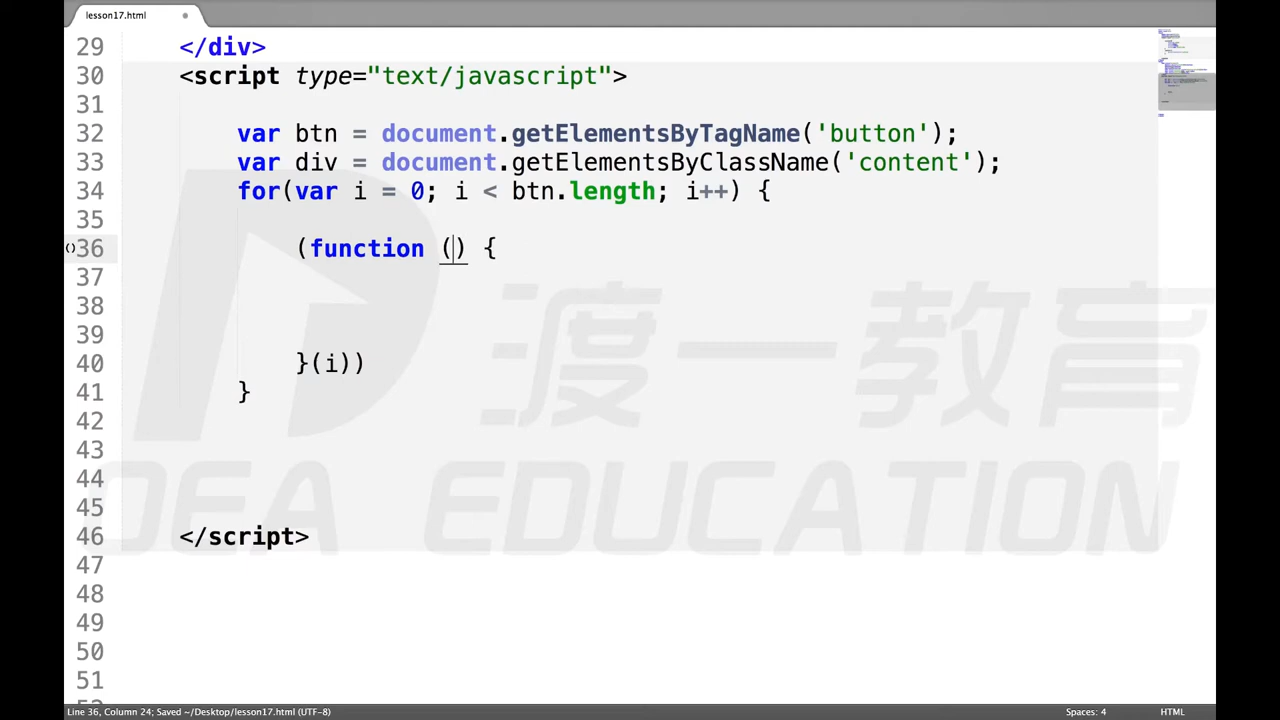 lesson17.html
29 </div>
30 <script type="text/javascript">
31
32 var btn = document.getElementsByTagName('button');
33 var div = document.getElementsByClassName('content');
34 for(var i = 0; i < btn.length; i++) {
35
()36 (function () {
37
38
39
40 }(i))
41 }
42
43
44
45
46 </script>
47
48
49
50
51
渡一教育
DEA EDUCATION
Line 36, Column 24; Saved ~/Desktop/lesson17.html (UTF-8)
Spaces: 4
HTML